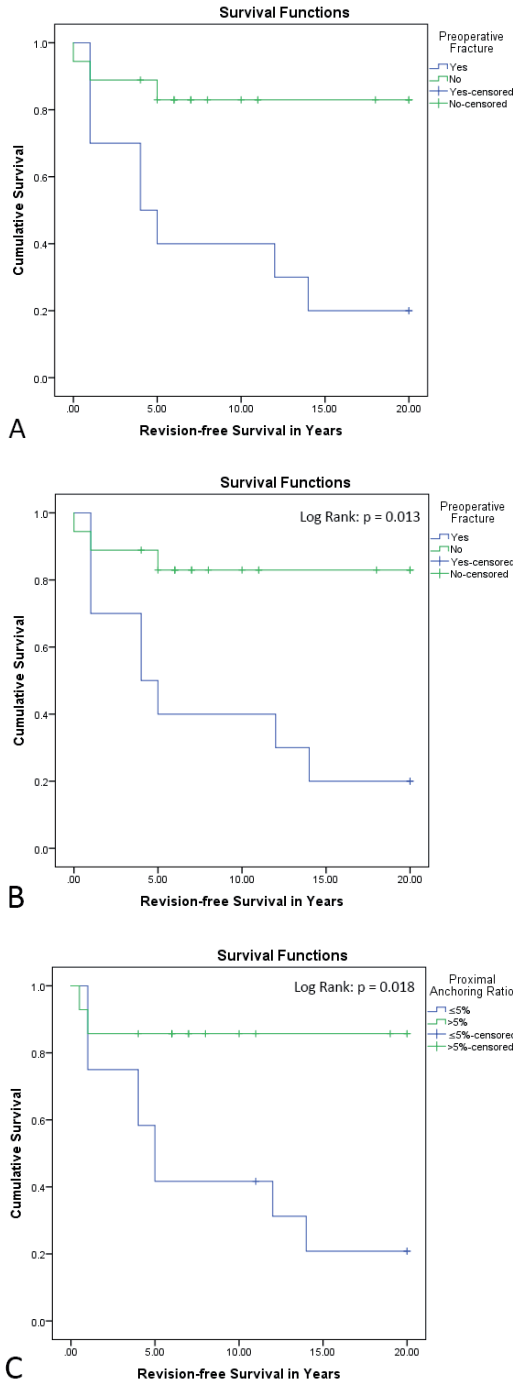 Survival Functions
Preoperative
Fracture
Yes
No
Yes-censored
No-censored
1.0
0.8
0.6
0.4
0.2
0.0
Cumulative Survival
.00 5.00 10.00 15.00 20.00
Revision-free Survival in Years
A
Survival Functions
Log Rank: p = 0.013
Preoperative
Fracture
Yes
No
Yes-censored
No-censored
1.0
0.8
0.6
0.4
0.2
0.0
Cumulative Survival
.00 5.00 10.00 15.00 20.00
Revision-free Survival in Years
B
Survival Functions
Log Rank: p = 0.018
Proximal
Anchoring Ratio
≤5%
>5%
≤5%-censored
>5%-censored
1.0
0.8
0.6
0.4
0.2
0.0
Cumulative Survival
.00 5.00 10.00 15.00 20.00
Revision-free Survival in Years
C